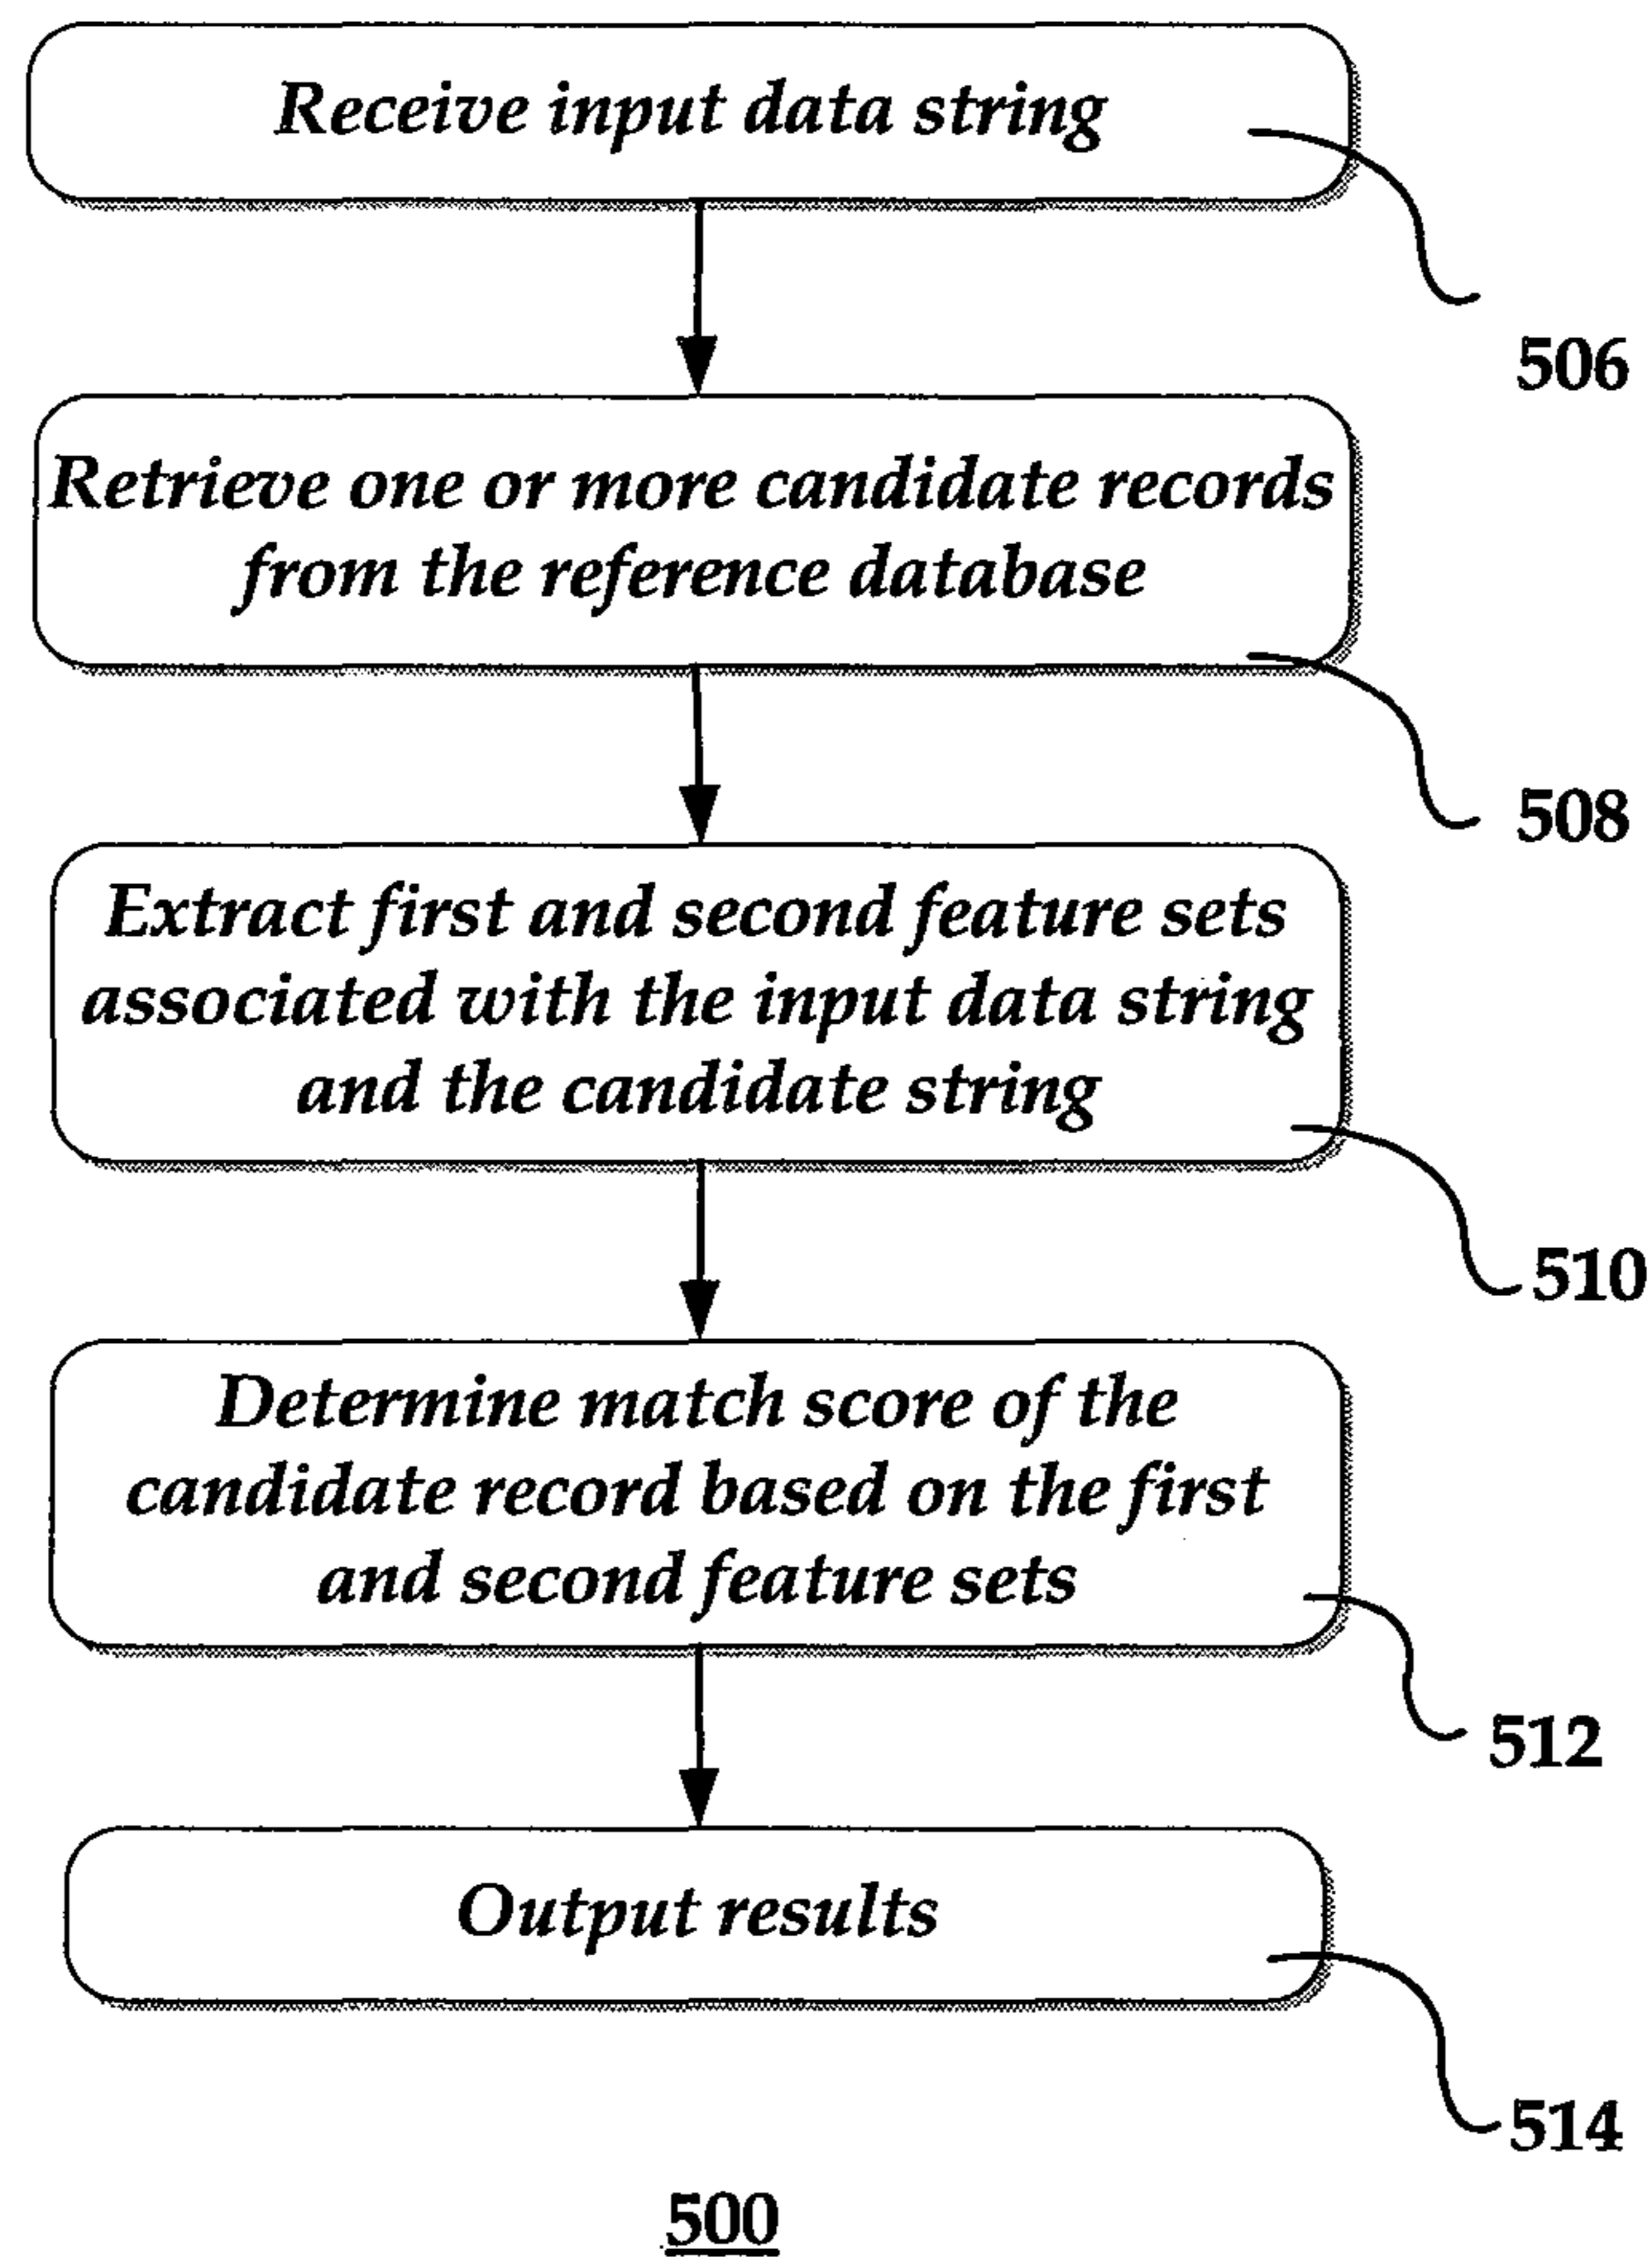 Receive input data string
506
Retrieve one or more candidate records
from the reference database
508
Extract first and second feature sets
associated with the input data string
and the candidate string
510
Determine match score of the
candidate record based on the first
and second feature sets
512
Output results
514
500